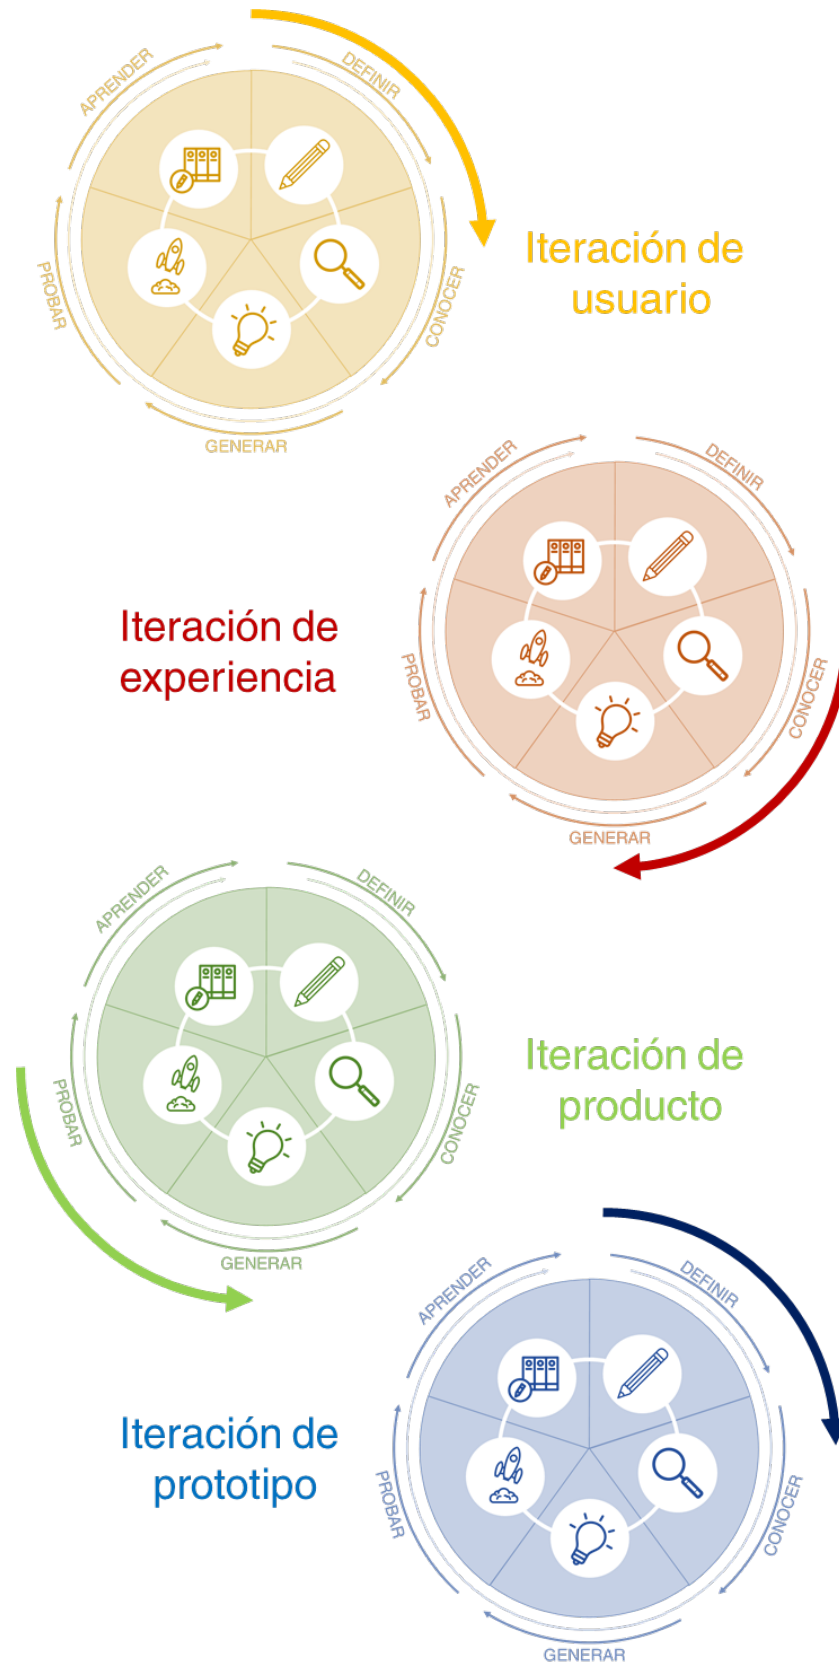 APRENDER
DEFINIR
PROBAR
CONOCER
GENERAR
Iteración de
usuario
APRENDER
DEFINIR
PROBAR
CONOCER
GENERAR
Iteración de
experiencia
APRENDER
DEFINIR
PROBAR
CONOCER
GENERAR
Iteración de
producto
APRENDER
DEFINIR
PROBAR
CONOCER
GENERAR
Iteración de
prototipo